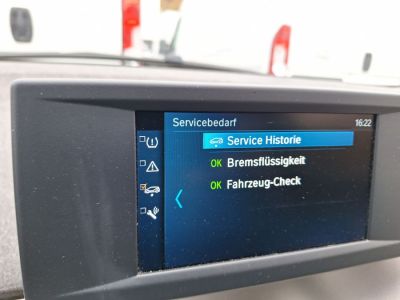 Servicebedarf 16:22
Service Historie
OK Bremsflüssigkeit
OK Fahrzeug-Check